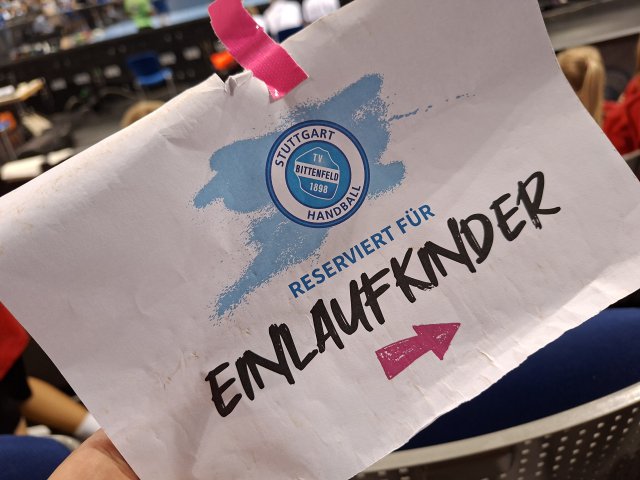 STUTTGART
TV
BITTENFELD
1898
HANDBALL
RESERVIERT FÜR
EINLAUFKINDER